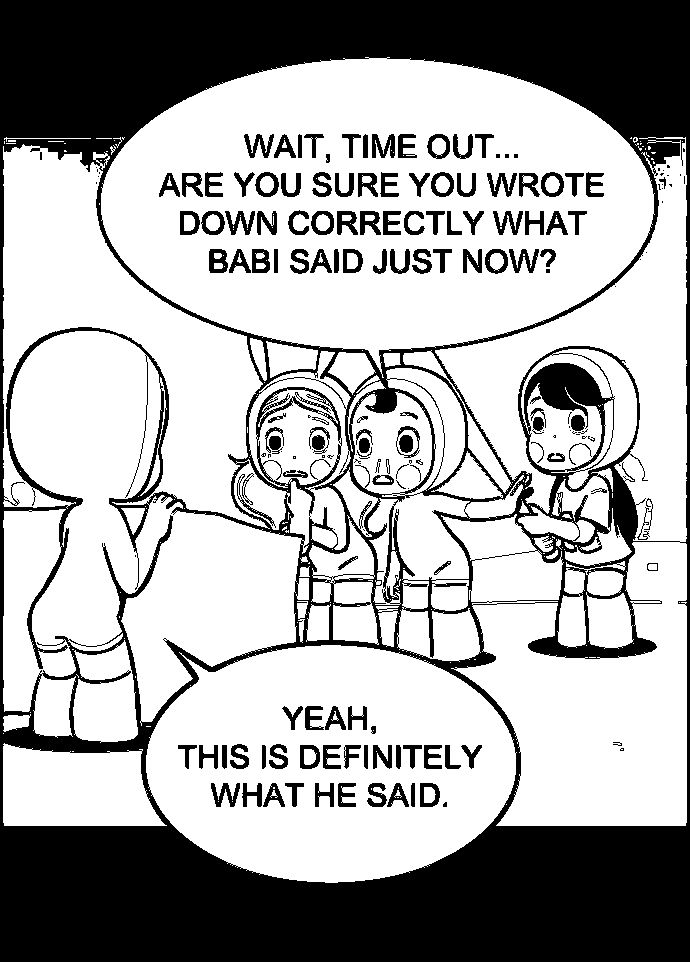 WAIT, TIME OUT...
ARE YOU SURE YOU WROTE
DOWN CORRECTLY WHAT
BABI SAID JUST NOW?
YEAH,
THIS IS DEFINITELY
WHAT HE SAID.